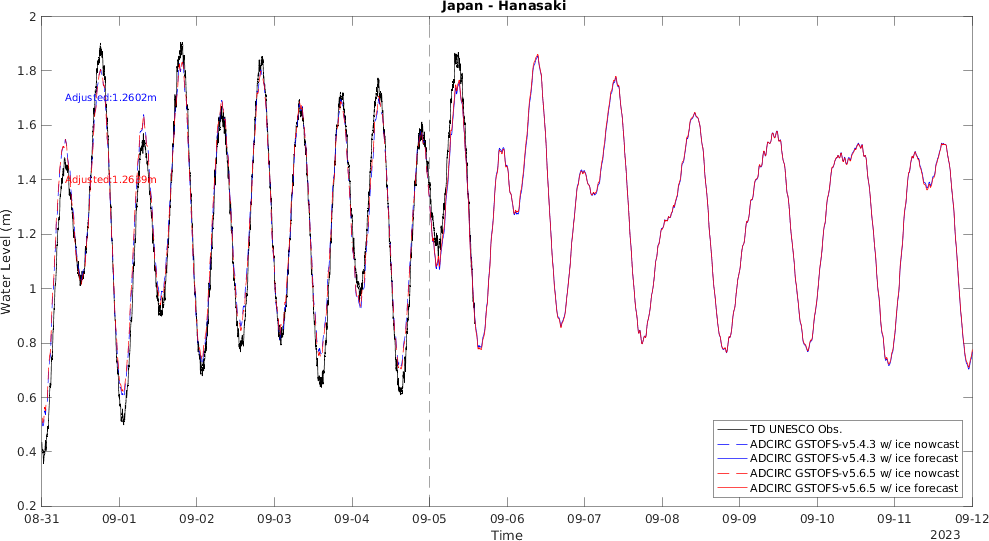 Japan - Hanasaki
2
1.8
1.6
1.4
1.2
1
0.8
0.6
0.4
0.2
Water Level (m)
Adjusted:1.2602m
Adjusted:1.2689m
TD UNESCO Obs.
ADCIRC GSTOFS-v5.4.3 w/ ice nowcast
ADCIRC GSTOFS-v5.4.3 w/ ice forecast
ADCIRC GSTOFS-v5.6.5 w/ ice nowcast
ADCIRC GSTOFS-v5.6.5 w/ ice forecast
08-31 09-01 09-02 09-03 09-04 09-05 09-06 09-07 09-08 09-09 09-10 09-11 09-12
Time
2023